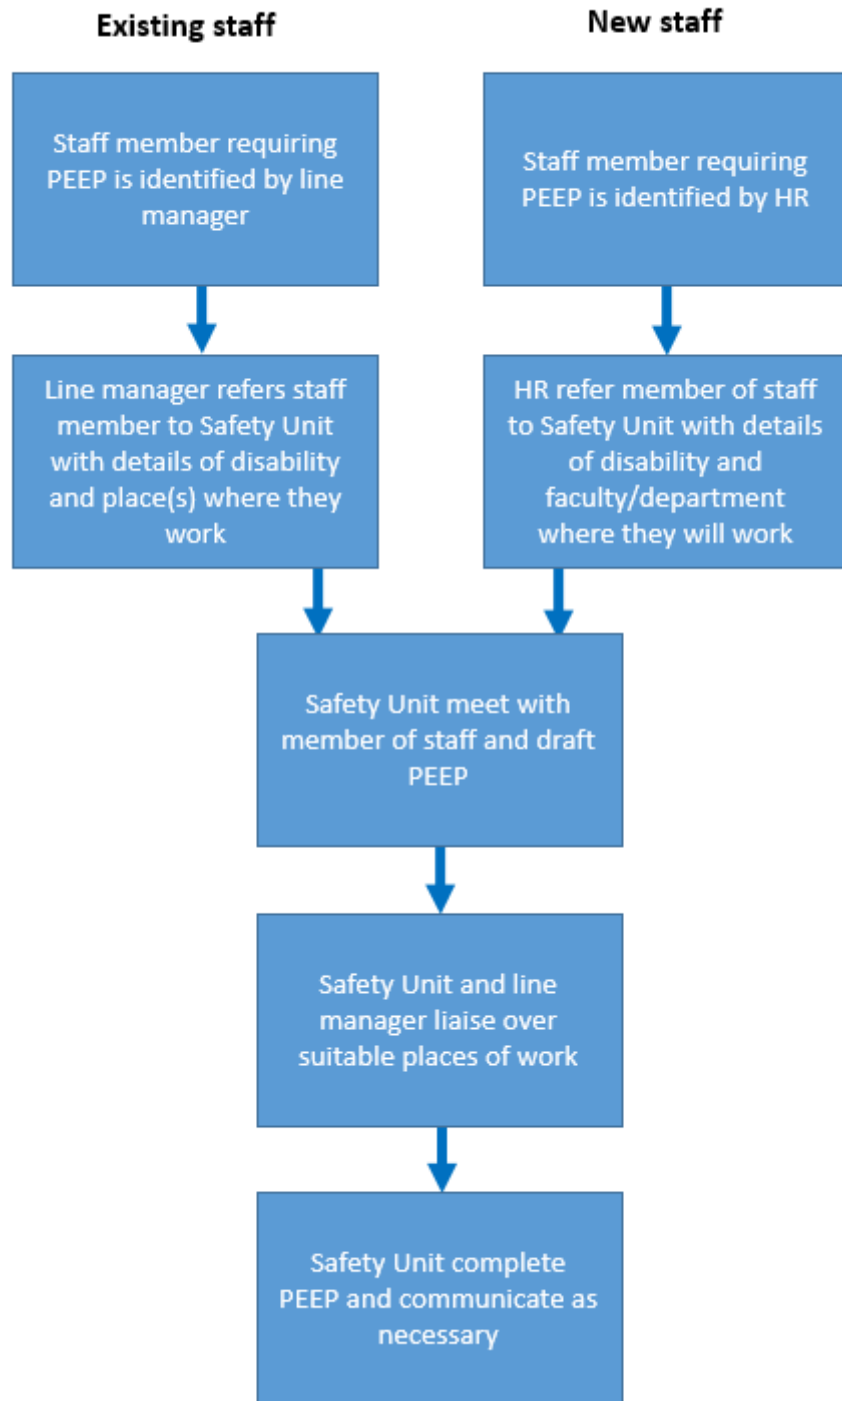 Existing staff
New staff
Staff member requiring
PEEP is identified by line
manager
Staff member requiring
PEEP is identified by HR
Line manager refers staff
member to Safety Unit
with details of disability
and place(s) where they
work
HR refer member of staff
to Safety Unit with details
of disability and
faculty/department
where they will work
Safety Unit meet with
member of staff and draft
PEEP
Safety Unit and line
manager liaise over
suitable places of work
Safety Unit complete
PEEP and communicate as
necessary